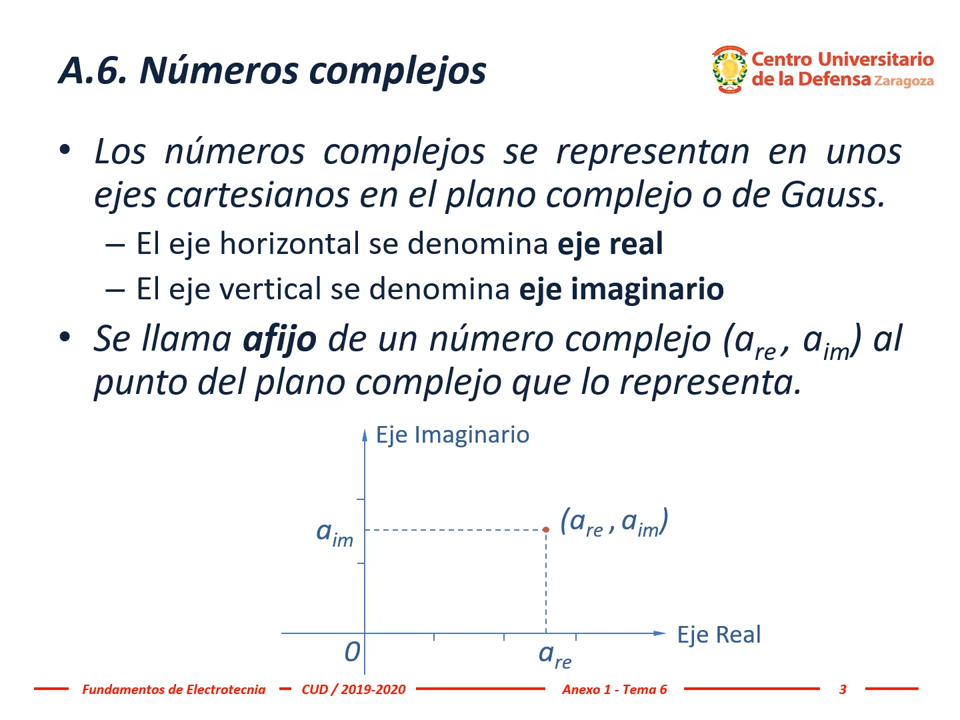 A.6. Números complejos
Centro Universitario
de la Defensa Zaragoza
• Los números complejos se representan en unos
ejes cartesianos en el plano complejo o de Gauss.
– El eje horizontal se denomina eje real
– El eje vertical se denomina eje imaginario
• Se llama afijo de un número complejo (are , aim) al
punto del plano complejo que lo representa.
Eje Imaginario
(are , aim)
aim
Eje Real
0
are
Fundamentos de Electrotecnia
CUD / 2019-2020
Anexo 1 - Tema 6
3